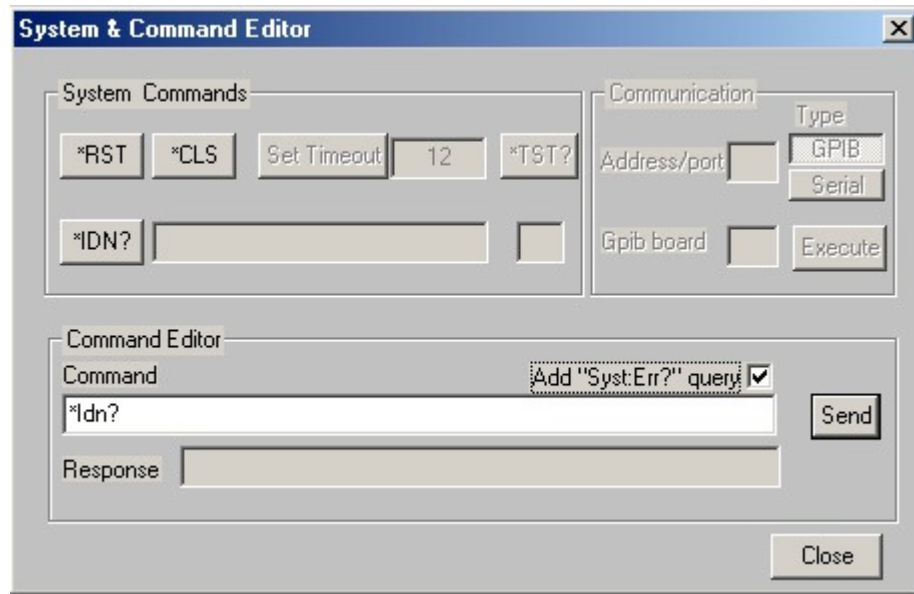 System & Command Editor
System Commands
*RST *CLS Set Timeout 12 *TST?
*IDN?
Communication
Type
Address/port GPIB
Serial
Gpib board Execute
Command Editor
Command Add "Syst:Err?" query
*Idn?
Send
Response
Close